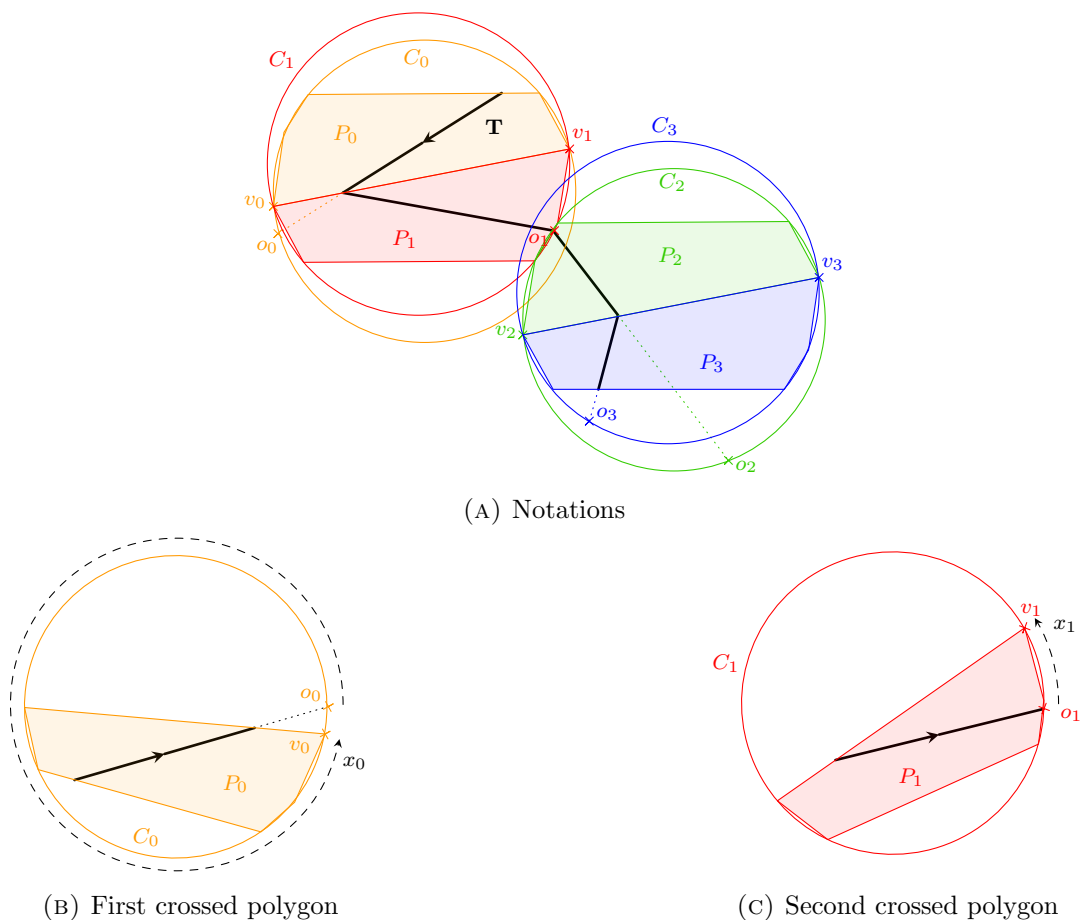 C₁
C₀
P₀
T
v₁
C₃
C₂
v₀
o₀
P₁
o₁
P₂
v₃
v₂
P₃
o₃
o₂
(A) Notations
v₁
x₁
C₁
o₀
o₁
v₀
x₀
P₀
P₁
C₀
(B) First crossed polygon
(C) Second crossed polygon